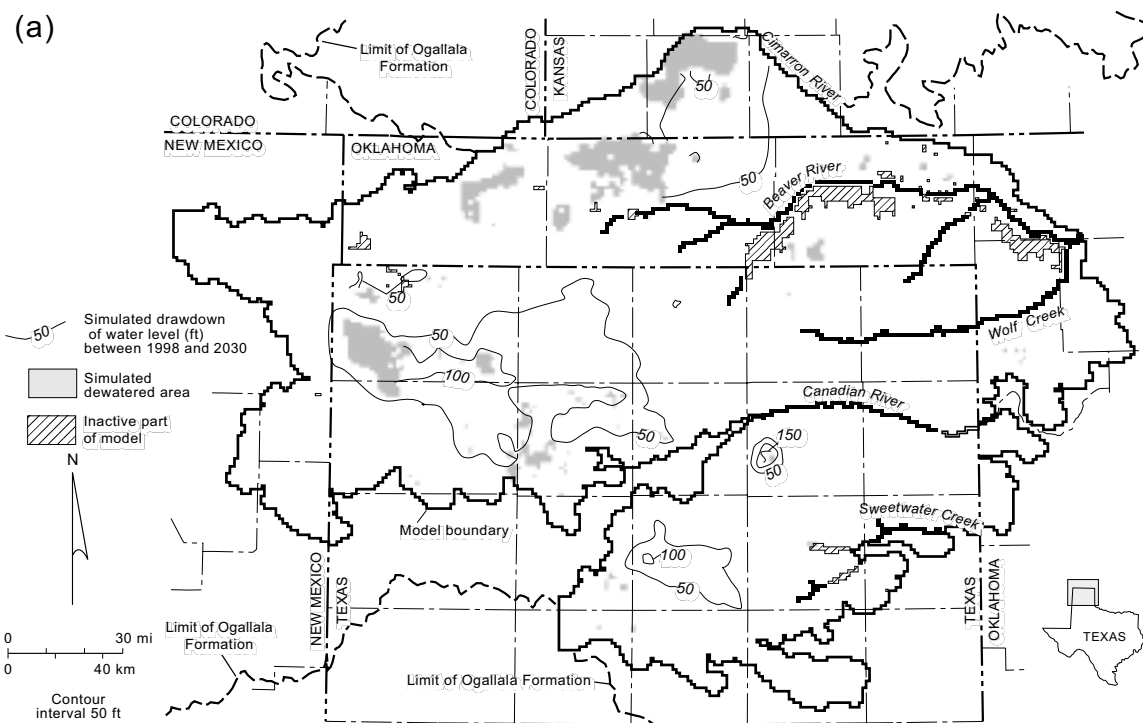 (a)
Limit of Ogallala
Formation
COLORADO
KANSAS
Cimarron River
50
COLORADO
NEW MEXICO
OKLAHOMA
50
Beaver River
50
50
100
50
Wolf Creek
Canadian River
150
50
Simulated drawdown
of water level (ft)
between 1998 and 2030
50
Simulated
dewatered area
Inactive part
of model
N
Model boundary
Sweetwater Creek
100
50
NEW MEXICO
TEXAS
TEXAS
OKLAHOMA
TEXAS
0
30 mi
0
40 km
Contour
interval 50 ft
Limit of Ogallala
Formation
Limit of Ogallala Formation